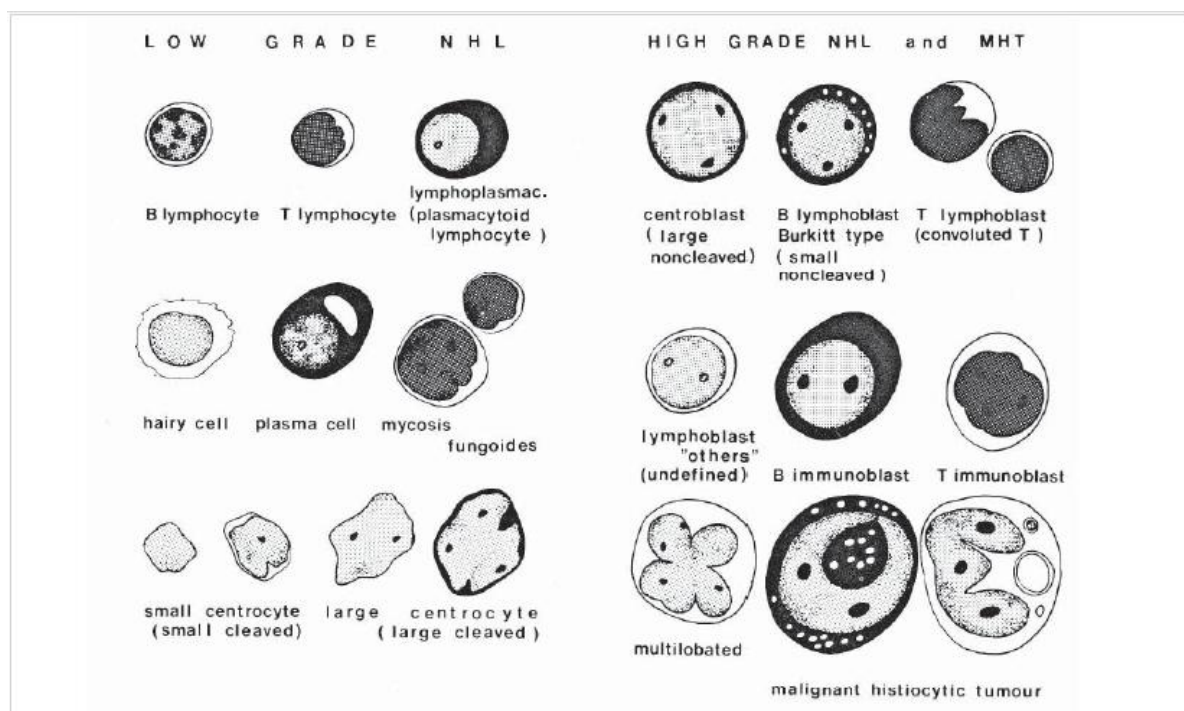 LOW GRADE NHL
HIGH GRADE NHL and MHT
B lymphocyte
T lymphocyte
lymphoplasmac.
(plasmacytoid
lymphocyte)
centroblast
(large
noncleaved)
B lymphoblast
Burkitt type
(small
noncleaved)
T lymphoblast
(convoluted T)
hairy cell
plasma cell
mycosis
fungoides
lymphoblast
"others"
(undefined)
B immunoblast
T immunoblast
small centrocyte
(small cleaved)
large centrocyte
(large cleaved)
multilobated
malignant histiocytic tumour